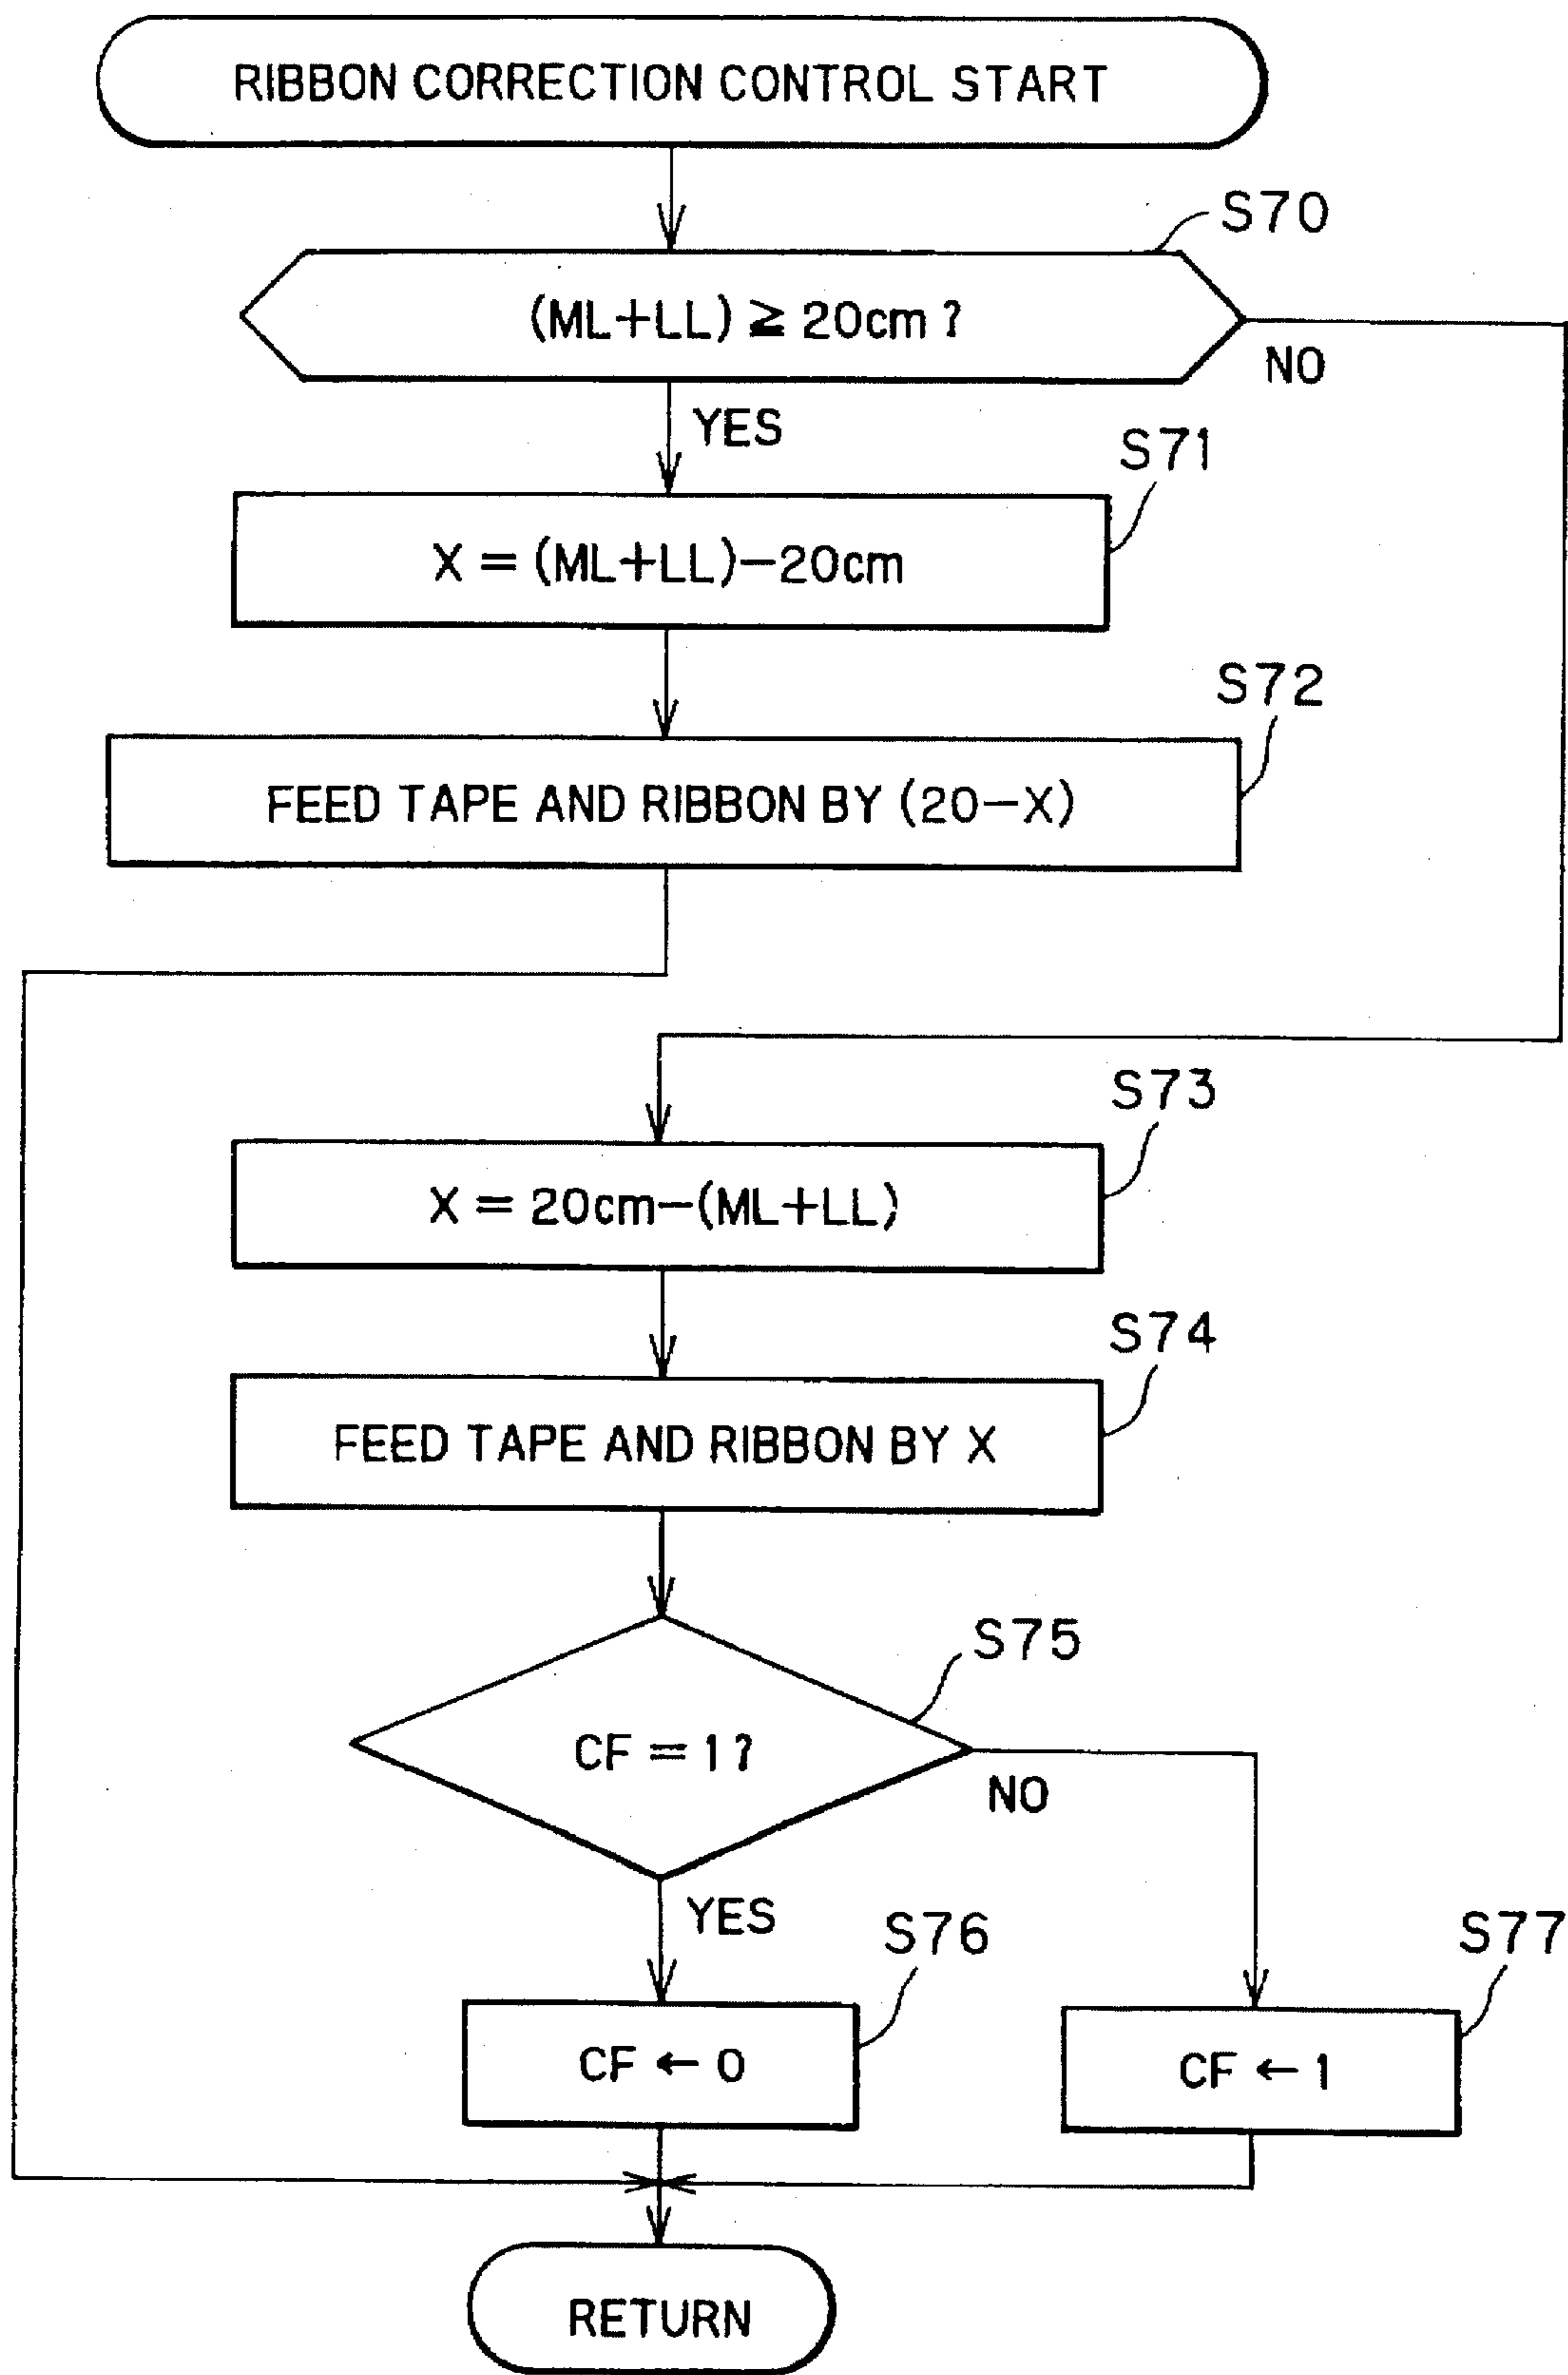 RIBBON CORRECTION CONTROL START
S70
(ML+LL) ≧ 20cm ?
NO
YES
S71
X = (ML+LL)−20cm
S72
FEED TAPE AND RIBBON BY (20−X)
S73
X = 20cm−(ML+LL)
S74
FEED TAPE AND RIBBON BY X
S75
CF = 1?
NO
YES
S76
S77
CF ← 0
CF ← 1
RETURN